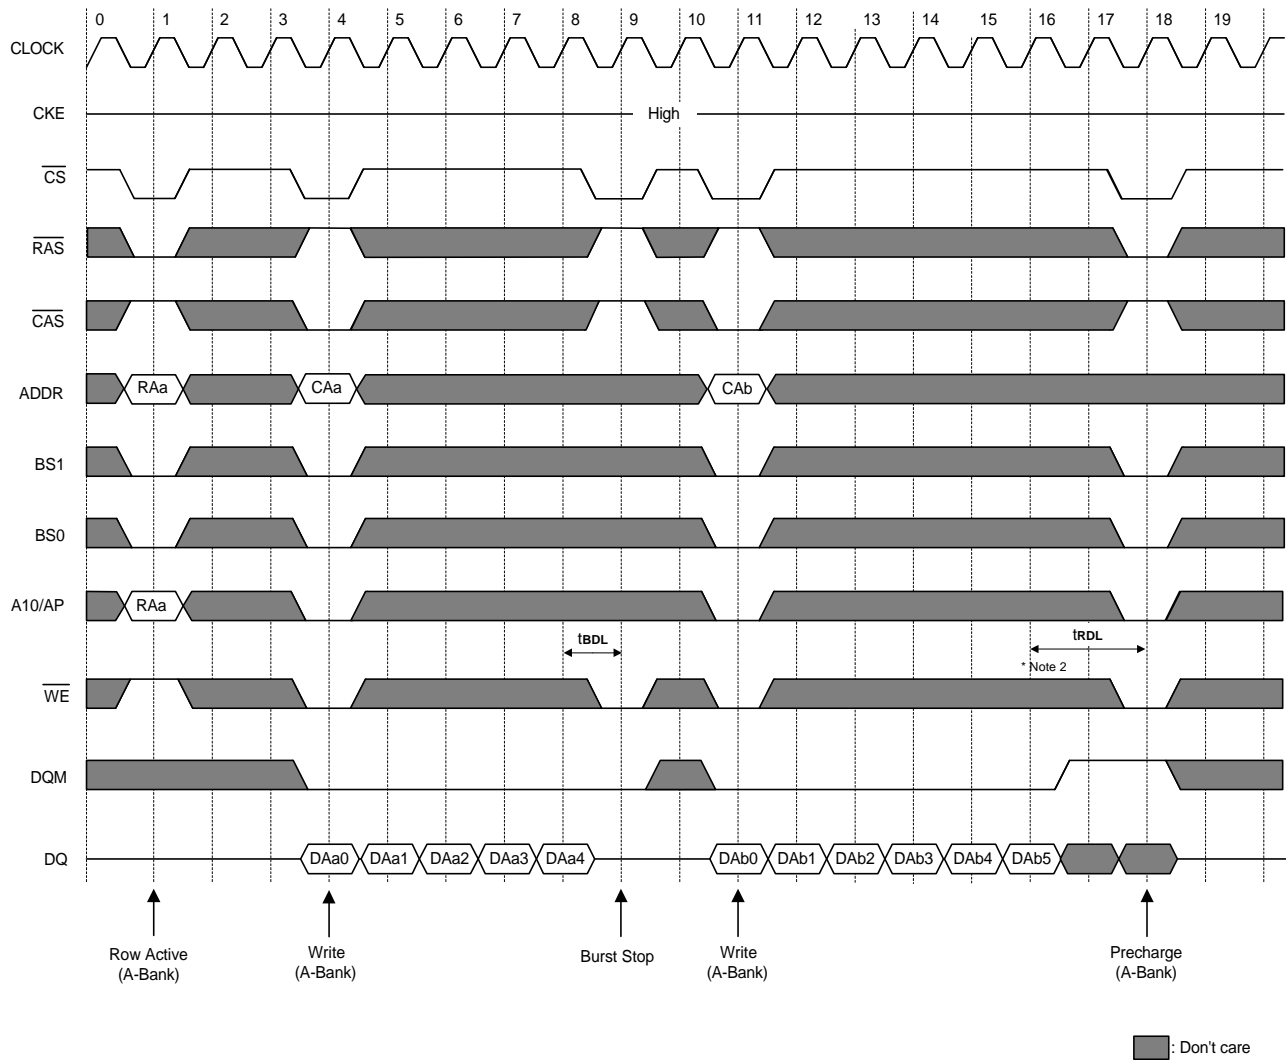 0 1 2 3 4 5 6 7 8 9 10 11 12 13 14 15 16 17 18 19
CLOCK
CKE High
CS
RAS
CAS
ADDR RAa CAa CAb
BS1
BS0
A10/AP RAa
tBDL tRDL
* Note 2
WE
DQM
DQ DAa0 DAa1 DAa2 DAa3 DAa4 DAb0 DAb1 DAb2 DAb3 DAb4 DAb5
Row Active Write Burst Stop Write Precharge
(A-Bank) (A-Bank) (A-Bank) (A-Bank)
: Don't care